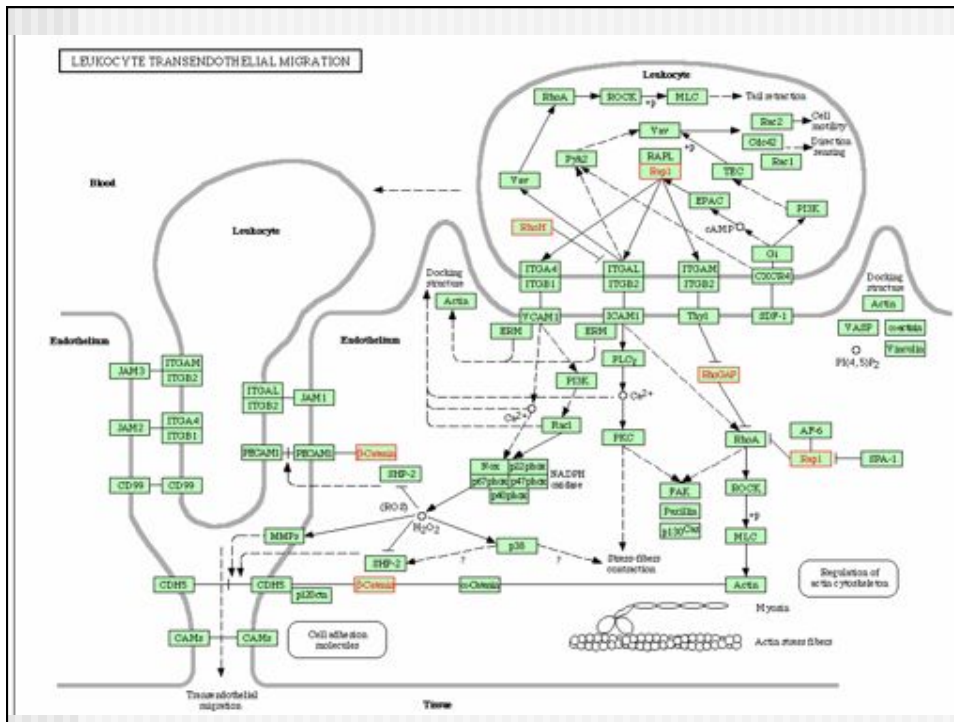 LEUKOCYTE TRANSENDOTHELIAL MIGRATION
Leukocyte
RhoA
ROCK
+p
MLC
Tail retraction
Vav
Rac2
Cell
motility
Cdc42
Direction
sensing
Rac1
Pyk2
RAPL
+p
Rap1
TEC
Vav
EPAC
PI3K
cAMP
RhoH
Gi
ITGA4
ITGB1
ITGAL
ITGB2
ITGAM
ITGB2
CXCR4
Blood
Leukocyte
Docking
structure
Actin
VCAM1
ICAM1
Thy1
SDF-1
ERM
ERM
Docking
structure
Actin
VASP
α-actinin
Vinculin
PI(4,5)P2
Endothelium
Endothelium
JAM3
ITGAM
ITGB2
ITGAL
ITGB2
JAM1
JAM2
ITGA4
ITGB1
PECAM1
PECAM1
β-Catenin
CD99
CD99
PLCγ
PI3K
Ca2+
Ca2+
Rac1
PKC
RhoGAP
RhoA
AF-6
Rap1
SPA-1
SHP-2
Nox
p22phox
p67phox
p47phox
p40phox
NADPH
oxidase
FAK
Paxillin
p130Cas
ROCK
+p
MLC
(ROS)
H2O2
MMPs
p38
SHP-2
?
?
Stress-fibers
contraction
CDH5
CDH5
p120ctn
β-Catenin
α-Catenin
Actin
Regulation of
actin cytoskeleton
CAMs
CAMs
Cell adhesion
molecules
Myosin
Actin stress fibers
Transendothelial
migration
Tissue